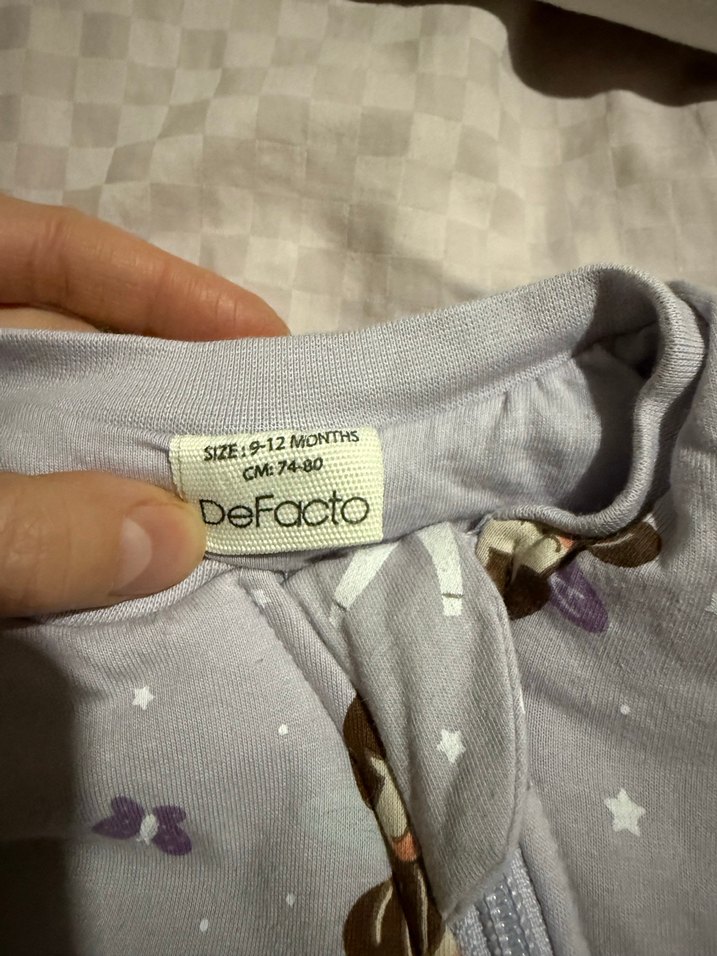 SIZE: 9-12 MONTHS
CM: 74-80
DeFacto